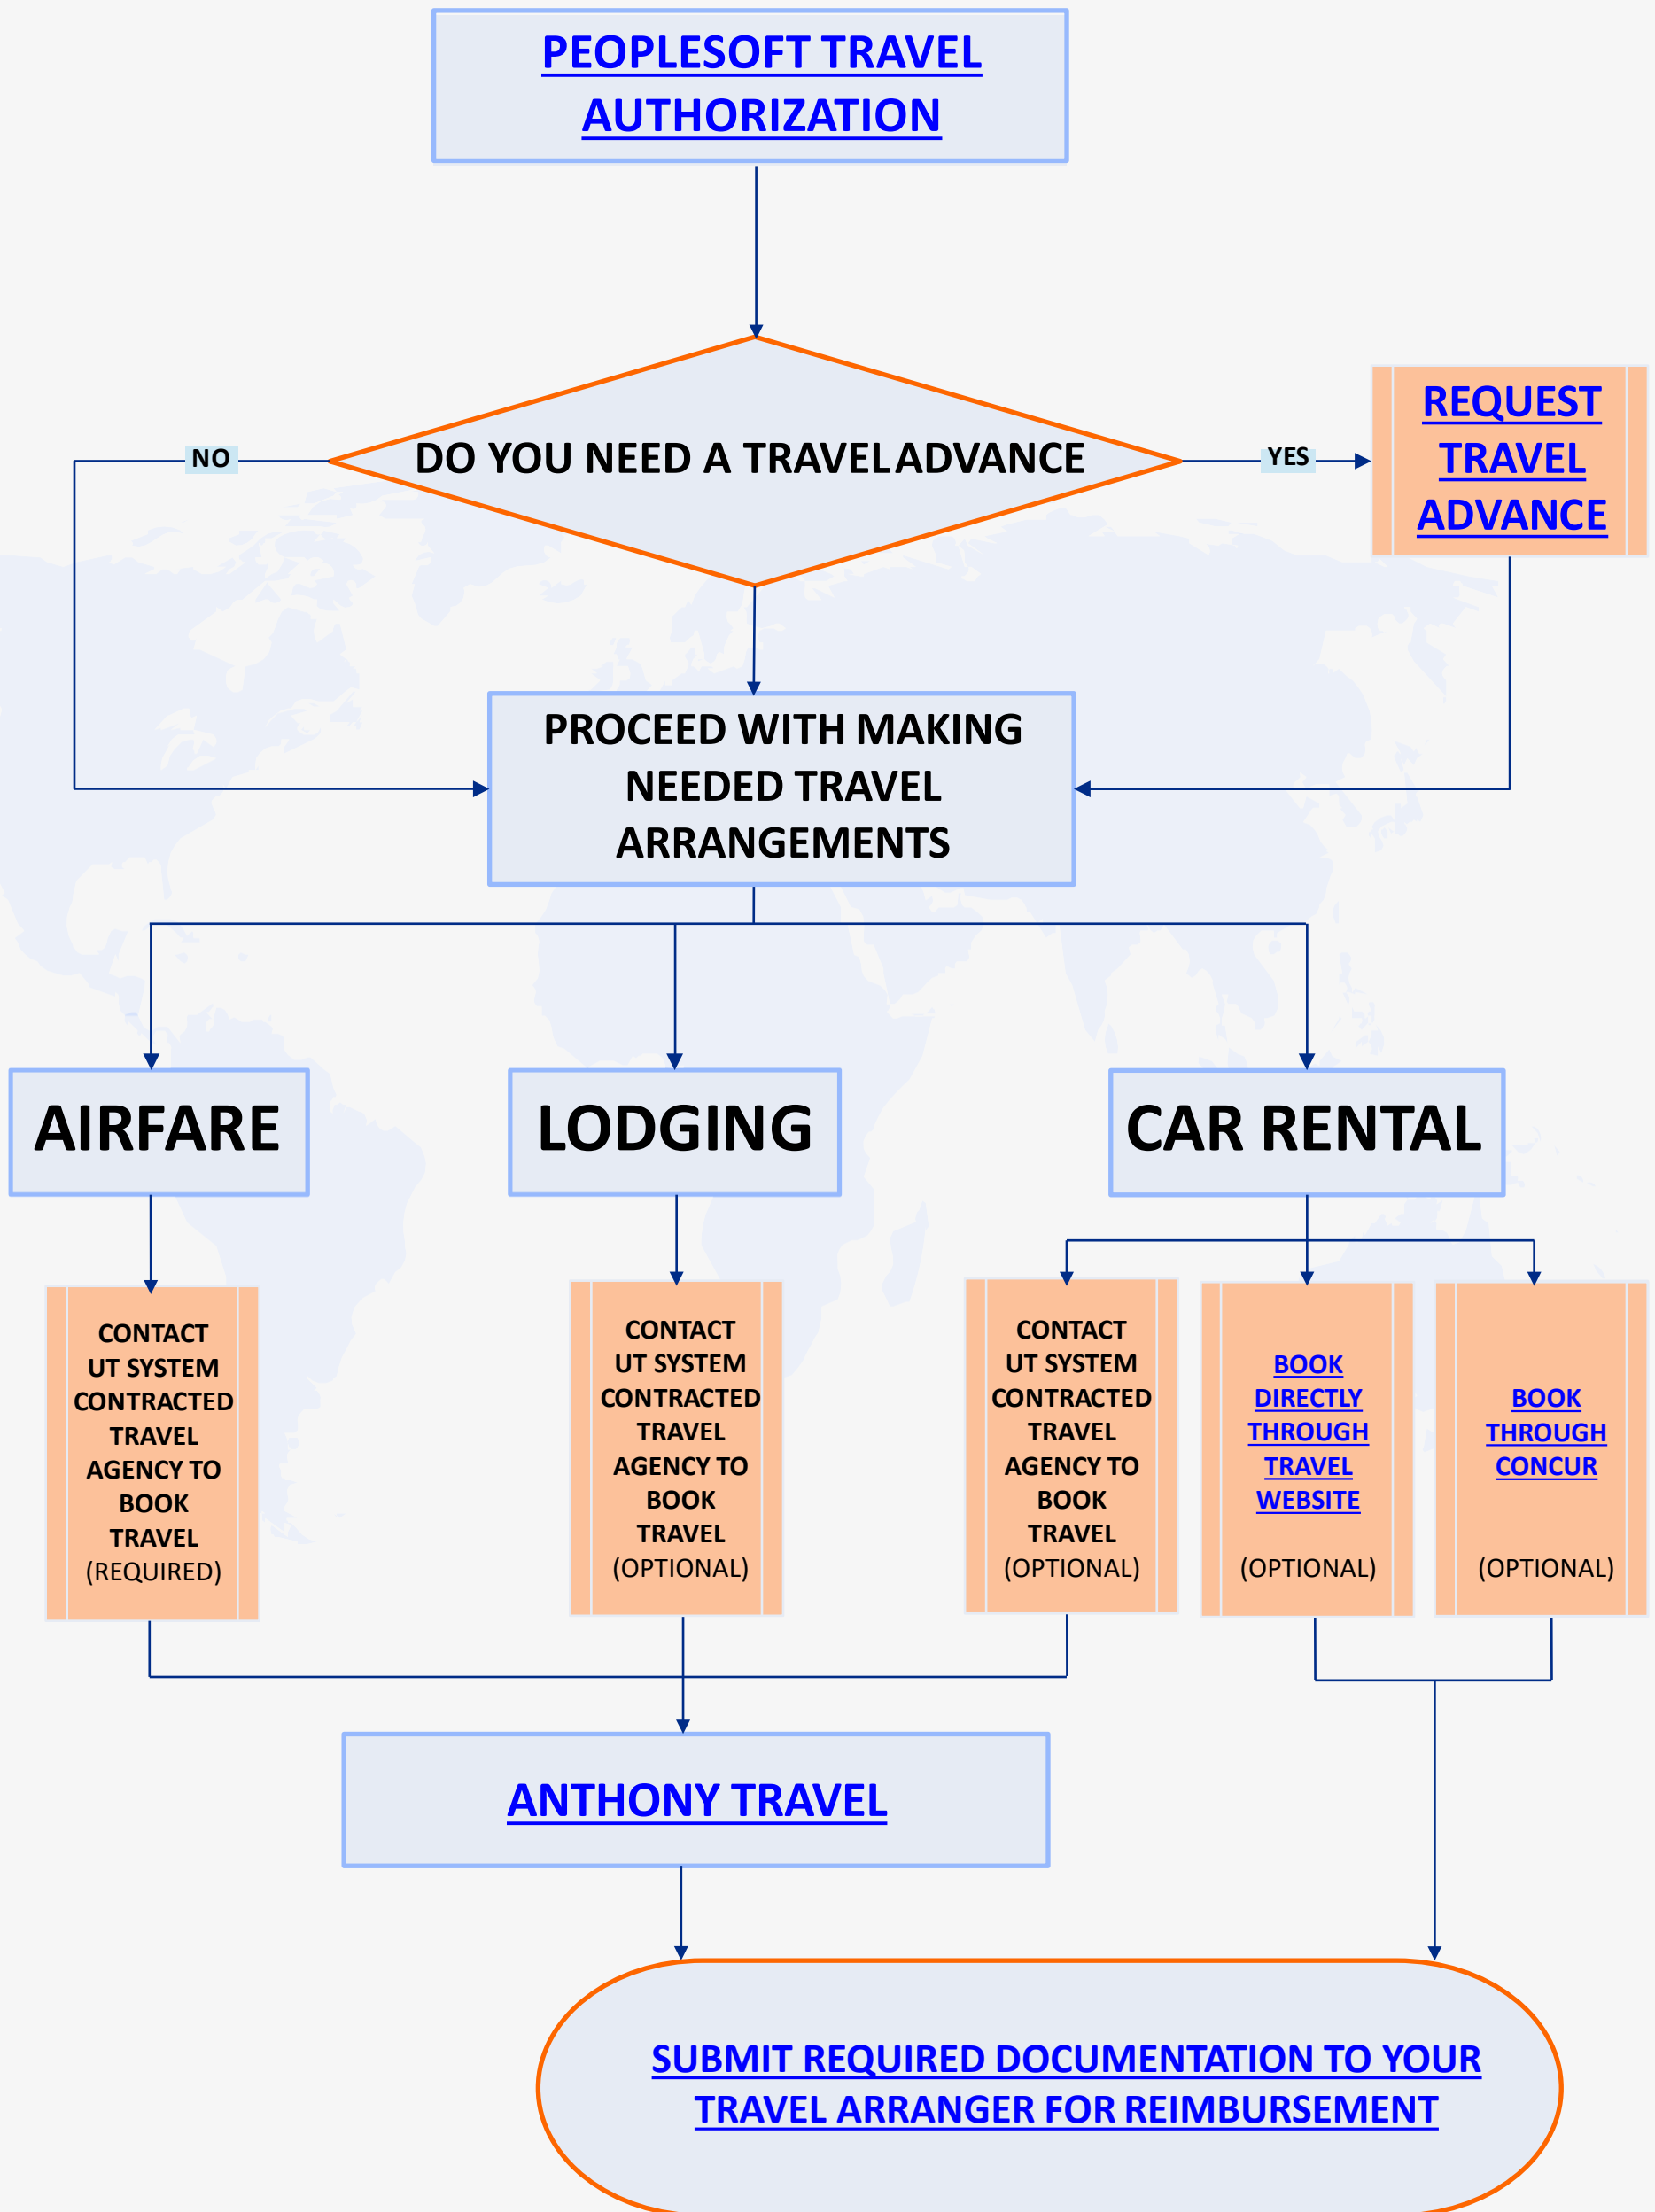 PEOPLESOFT TRAVEL
AUTHORIZATION
DO YOU NEED A TRAVEL ADVANCE
NO
YES
REQUEST
TRAVEL
ADVANCE
PROCEED WITH MAKING
NEEDED TRAVEL
ARRANGEMENTS
AIRFARE
LODGING
CAR RENTAL
CONTACT
UT SYSTEM
CONTRACTED
TRAVEL
AGENCY TO
BOOK
TRAVEL
(REQUIRED)
CONTACT
UT SYSTEM
CONTRACTED
TRAVEL
AGENCY TO
BOOK
TRAVEL
(OPTIONAL)
CONTACT
UT SYSTEM
CONTRACTED
TRAVEL
AGENCY TO
BOOK
TRAVEL
(OPTIONAL)
BOOK
DIRECTLY
THROUGH
TRAVEL
WEBSITE
(OPTIONAL)
BOOK
THROUGH
CONCUR
(OPTIONAL)
ANTHONY TRAVEL
SUBMIT REQUIRED DOCUMENTATION TO YOUR
TRAVEL ARRANGER FOR REIMBURSEMENT